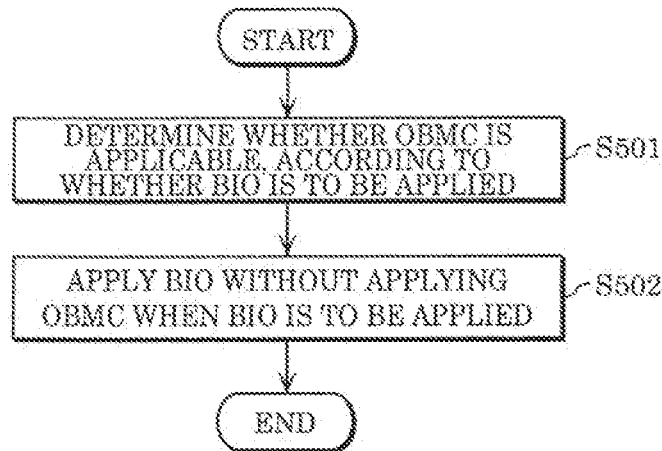 START
DETERMINE WHETHER OBMC IS
APPLICABLE, ACCORDING TO
WHETHER BIO IS TO BE APPLIED
S501
APPLY BIO WITHOUT APPLYING
OBMC WHEN BIO IS TO BE APPLIED
S502
END